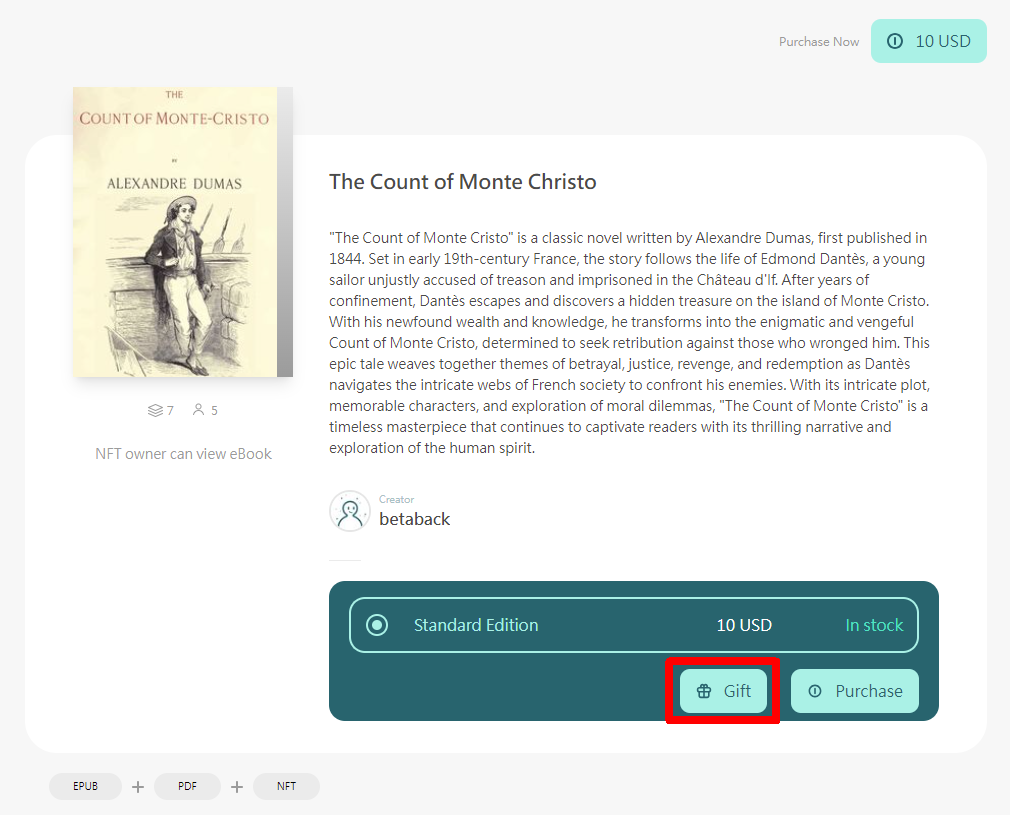 Purchase Now
10 USD
THE
COUNT OF MONTE-CRISTO
BY
ALEXANDRE DUMAS
The Count of Monte Christo
"The Count of Monte Cristo" is a classic novel written by Alexandre Dumas, first published in
1844. Set in early 19th-century France, the story follows the life of Edmond Dantès, a young
sailor unjustly accused of treason and imprisoned in the Château d'If. After years of
confinement, Dantès escapes and discovers a hidden treasure on the island of Monte Cristo.
With his newfound wealth and knowledge, he transforms into the enigmatic and vengeful
Count of Monte Cristo, determined to seek retribution against those who wronged him. This
epic tale weaves together themes of betrayal, justice, revenge, and redemption as Dantès
navigates the intricate webs of French society to confront his enemies. With its intricate plot,
memorable characters, and exploration of moral dilemmas, "The Count of Monte Cristo" is a
timeless masterpiece that continues to captivate readers with its thrilling narrative and
exploration of the human spirit.
7 5
NFT owner can view eBook
Creator
betaback
Standard Edition 10 USD In stock
Gift Purchase
EPUB + PDF + NFT